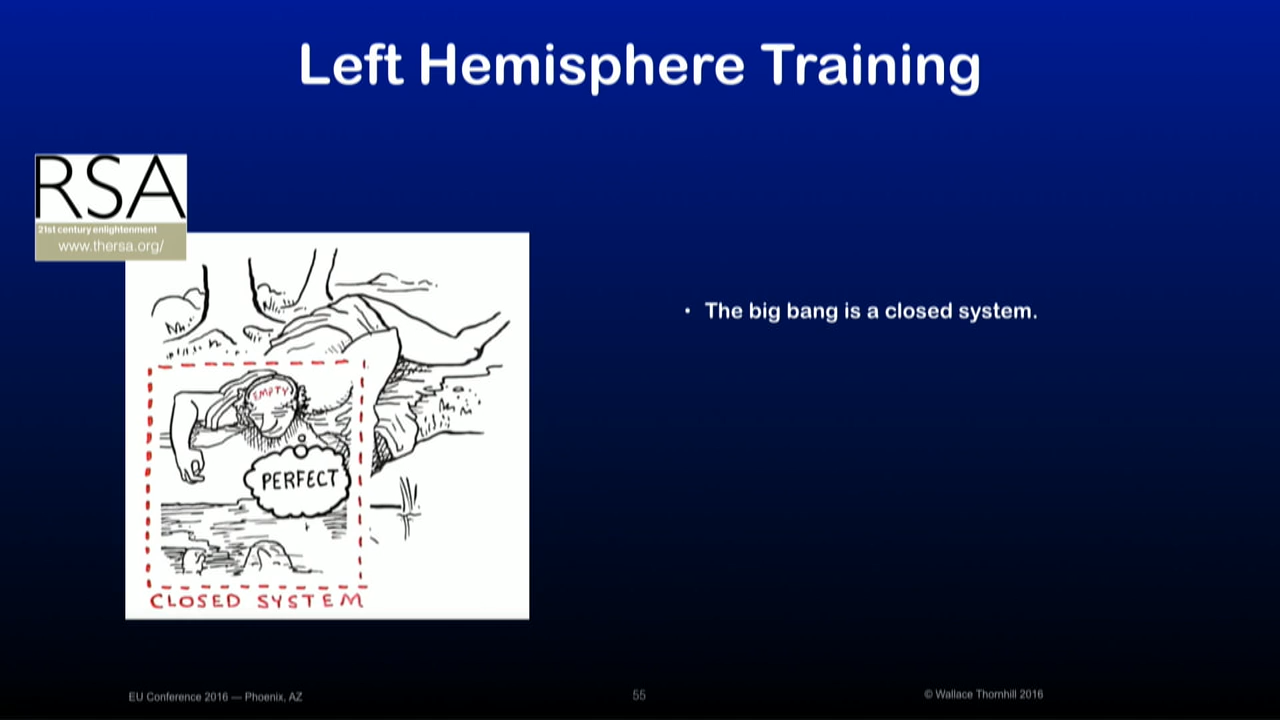 Left Hemisphere Training
RSA
21st century enlightenment
www.thersa.org/
• The big bang is a closed system.
EMPTY
PERFECT
CLOSED SYSTEM
EU Conference 2016 — Phoenix, AZ
55
© Wallace Thornhill 2016